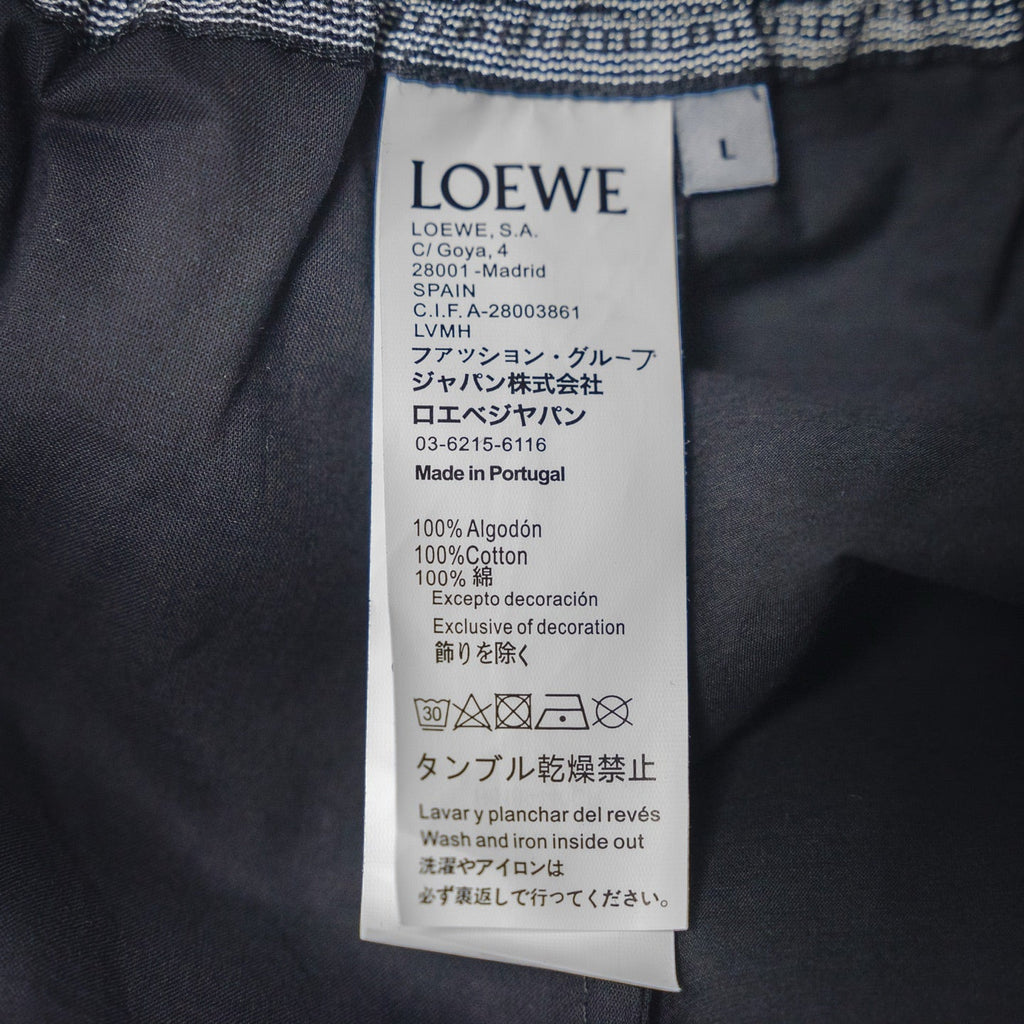 LOEWE
L
LOEWE, S.A.
C/ Goya, 4
28001 -Madrid
SPAIN
C.I.F. A-28003861
LVMH
ファッション・グループ
ジャパン株式会社
ロエベジャパン
03-6215-6116
Made in Portugal
100% Algodón
100%Cotton
100% 綿
Excepto decoración
Exclusive of decoration
飾りを除く
30
タンブル乾燥禁止
Lavar y planchar del revés
Wash and iron inside out
洗濯やアイロンは
必ず裏返しで行ってください。